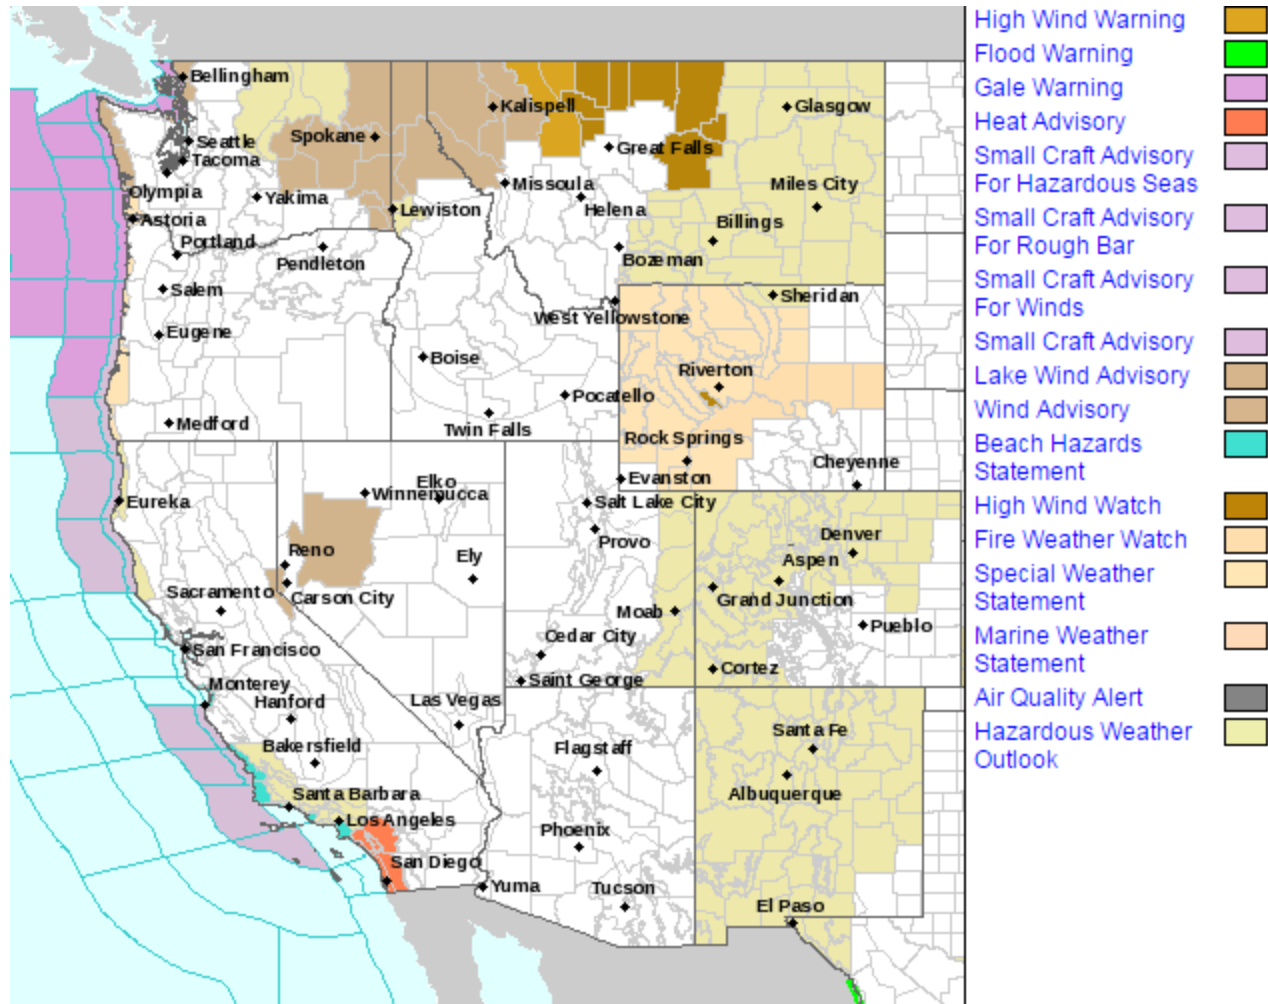 Bellingham
Kalispell
Glasgow
Spokane
Seattle
Tacoma
Great Falls
Olympia
Yakima
Missoula
Miles City
Astoria
Lewiston
Helena
Billings
Portland
Pendleton
Bozeman
Salem
Sheridan
Eugene
West Yellowstone
Boise
Riverton
Pocatello
Medford
Twin Falls
Rock Springs
Cheyenne
Evanston
Elko
Winnemucca
Eureka
Salt Lake City
Provo
Denver
Reno
Ely
Aspen
Sacramento
Carson City
Grand Junction
Moab
Pueblo
Cedar City
San Francisco
Cortez
Saint George
Monterey
Hanford
Las Vegas
Santa Fe
Bakersfield
Flagstaff
Santa Barbara
Albuquerque
Los Angeles
Phoenix
San Diego
Yuma
Tucson
El Paso
High Wind Warning
Flood Warning
Gale Warning
Heat Advisory
Small Craft Advisory
For Hazardous Seas
Small Craft Advisory
For Rough Bar
Small Craft Advisory
For Winds
Small Craft Advisory
Lake Wind Advisory
Wind Advisory
Beach Hazards
Statement
High Wind Watch
Fire Weather Watch
Special Weather
Statement
Marine Weather
Statement
Air Quality Alert
Hazardous Weather
Outlook